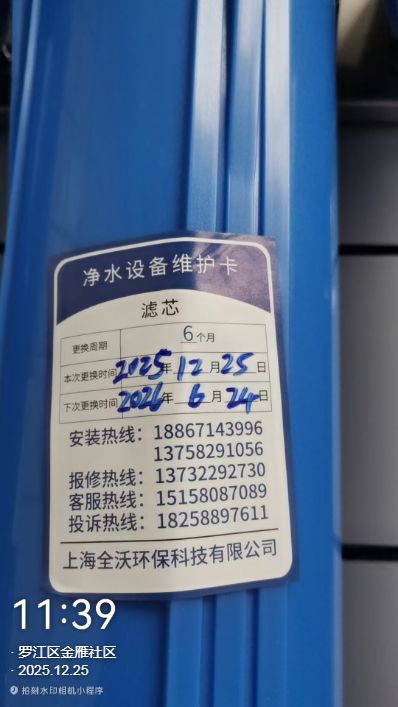 净水设备维护卡
滤芯
更换周期 6个月
本次更换时间 2025年12月25日
下次更换时间 2026年6月24日
安装热线：18867143996
13758291056
报修热线：13732292730
客服热线：15158087089
投诉热线：18258897611
上海全沃环保科技有限公司
11:39
· 罗江区金雁社区
· 2025.12.25
拍刻水印相机小程序